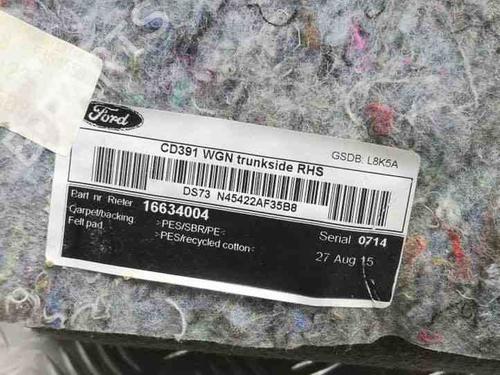 Ford
CD391 WGN trunkside RHS
GSDB: L8K5A
DS73 N45422AF35B8
Part nr Rieter 16634004
Carpet/backing: >PES/SBR/PE<
Felt pad: >PES/recycled cotton<
Serial 0714
27 Aug 15